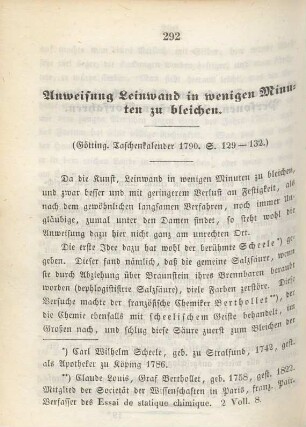 292
Anweisung Leinwand in wenigen Minu-
ten zu bleichen.
(Götting. Taschenkalender 1790. S. 129—132.)
Da die Kunst, Leinwand in wenigen Minuten zu bleichen,
und zwar besser und mit geringerem Verlust an Festigkeit, als
nach dem gewöhnlichen langsamen Verfahren, noch immer Un-
gläubige, zumal unter den Damen findet, so steht wohl der
Anweisung dazu hier nicht ganz am unrechten Ort.
Die erste Idee dazu hat wohl der berühmte Scheele*) ge-
geben. Dieser fand nämlich, daß die gemeine Salzsäure, wenn
sie durch Abziehung über Braunstein ihres Brennbaren beraubt
worden (dephlogistisirte Salzsäure), viele Farben zerstöre. Diese
Versuche machte der französische Chemiker Berthollet**), der
die Chemie ebenfalls mit scheelischem Geiste behandelt, im
Großen nach, und schlug diese Säure zuerst zum Bleichen der
*) Carl Wilhelm Scheele, geb. zu Stralsund, 1742, gest.
als Apotheker zu Köping 1786.
**) Claude Louis, Graf Berthollet, geb. 1758, gest. 1822.
Mitglied der Societät der Wissenschaften in Paris, franz. Pair.
Verfasser des Essai de statique chimique. 2 Voll. 8.